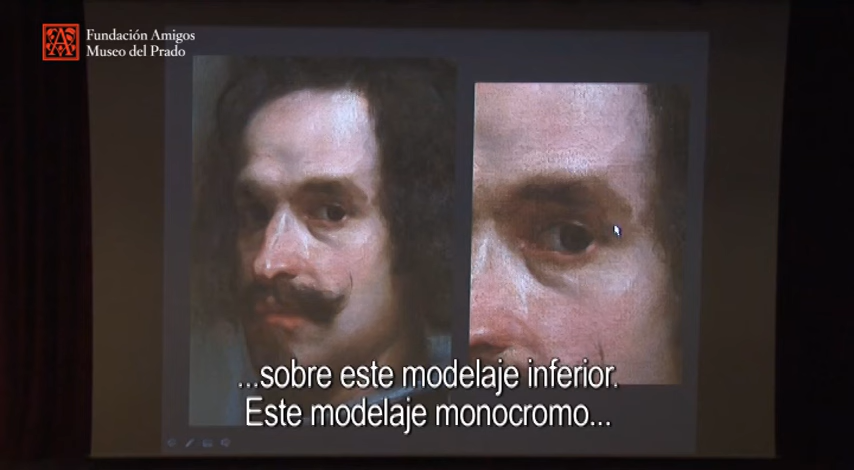 Fundación Amigos
Museo del Prado
...sobre este modelaje inferior.
Este modelaje monocromo...